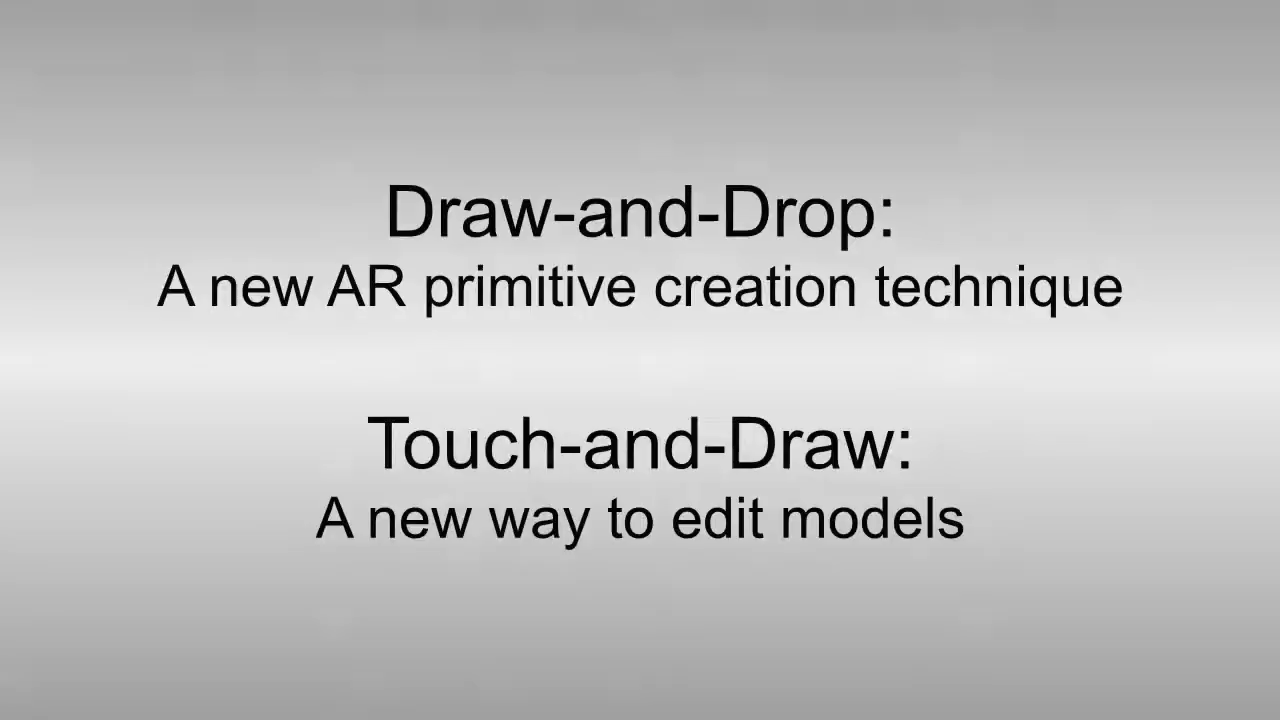 Draw-and-Drop:
A new AR primitive creation technique
Touch-and-Draw:
A new way to edit models